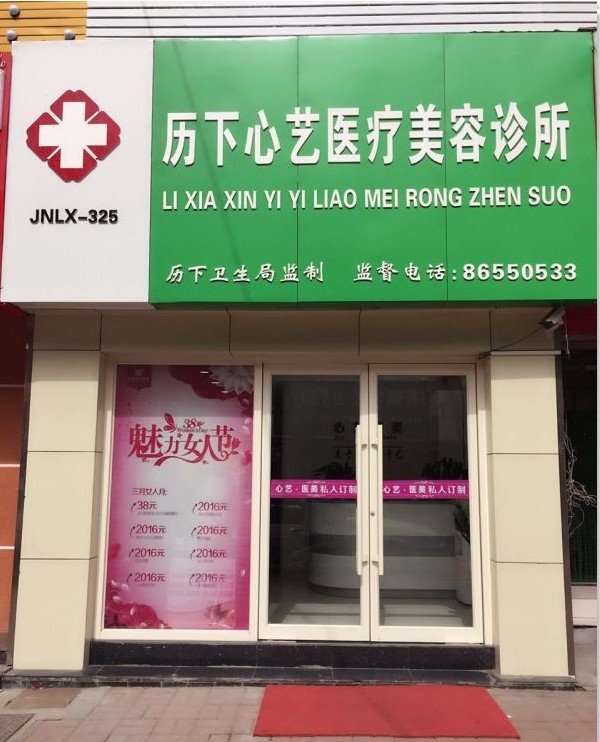 历下心艺医疗美容诊所
LI XIA XIN YI YI LIAO MEI RONG ZHEN SUO
JNLX-325
历下卫生局监制 监督电话:86550533
38
魅力女人节
三月女人月:
38元 2016元
2016元 2016元
2016元 2016元
2016元 2016元
心艺·医美私人订制 心艺·医美私人订制